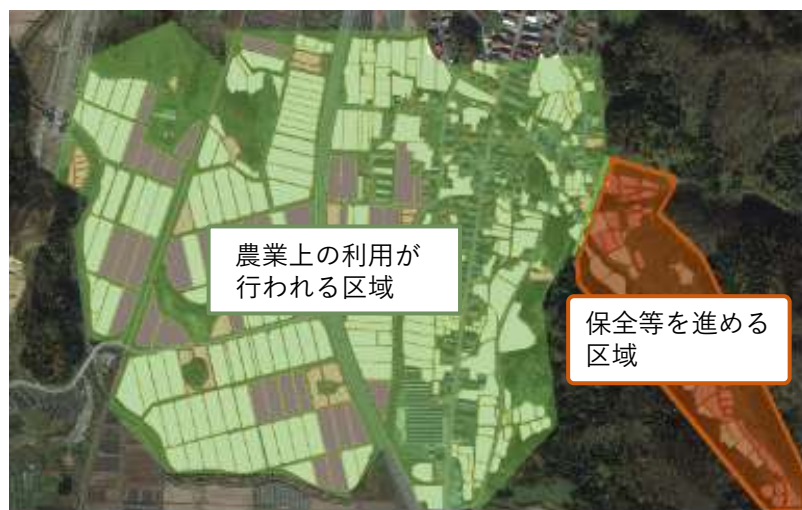 農業上の利用が
行われる区域
保全等を進める
区域